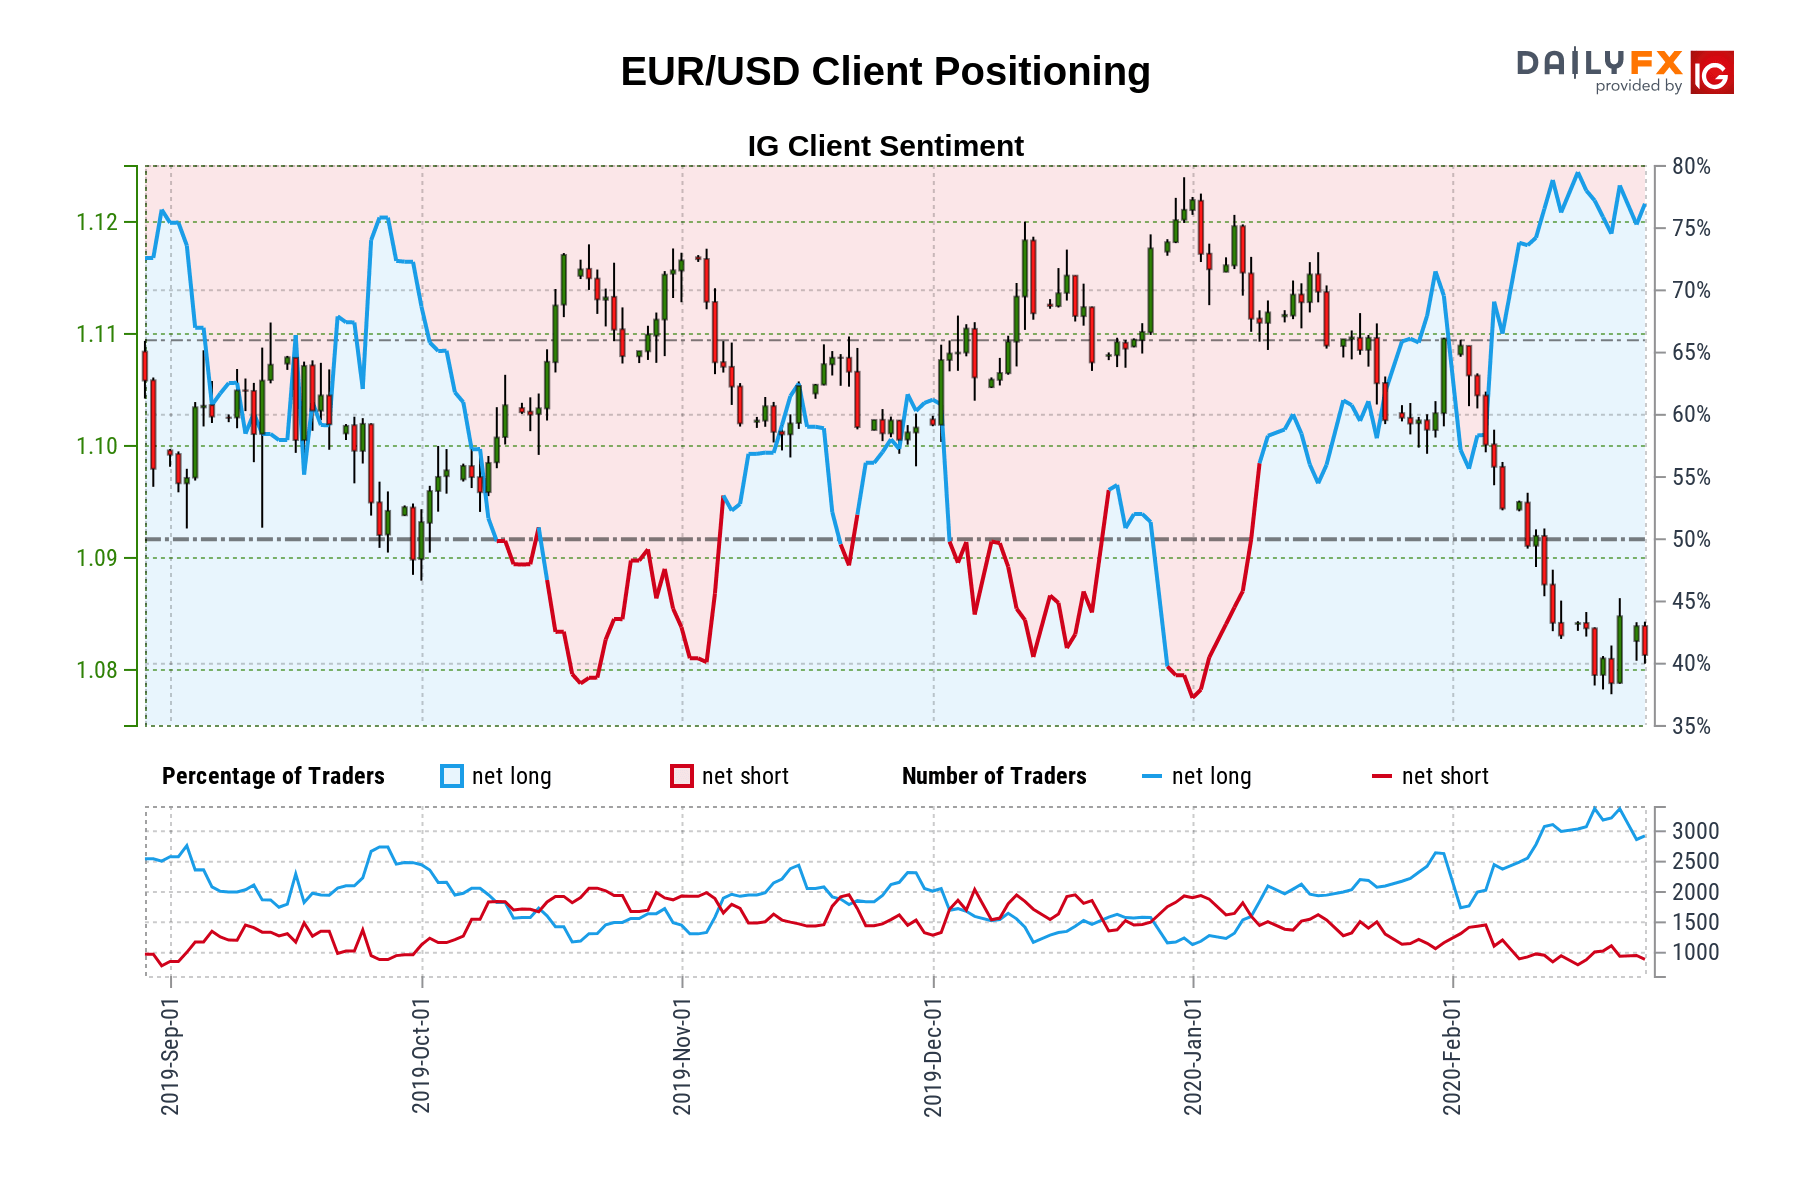 EUR/USD Client Positioning
DAILYFX
provided by IG
IG Client Sentiment
1.12
1.11
1.10
1.09
1.08
80%
75%
70%
65%
60%
55%
50%
45%
40%
35%
Percentage of Traders net long net short Number of Traders net long net short
3000
2500
2000
1500
1000
2019-Sep-01
2019-Oct-01
2019-Nov-01
2019-Dec-01
2020-Jan-01
2020-Feb-01